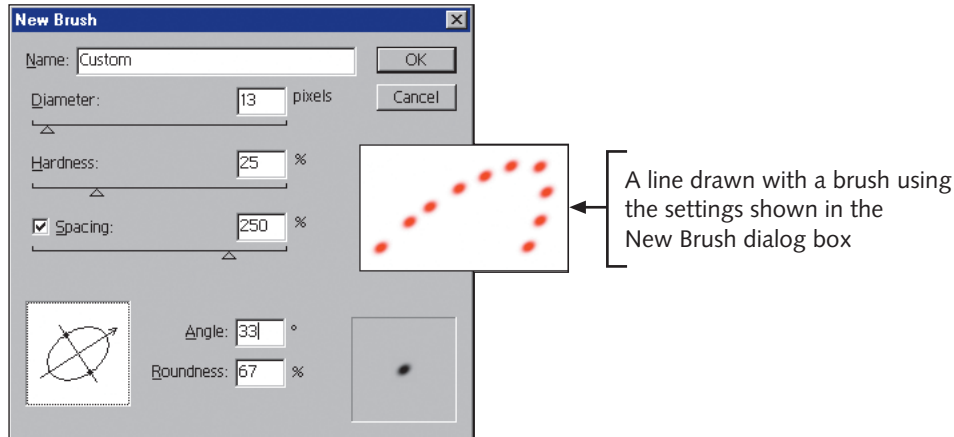 New Brush
Name: Custom
OK
Diameter: 13 pixels
Cancel
Hardness: 25 %
Spacing: 250 %
A line drawn with a brush using
the settings shown in the
New Brush dialog box
Angle: 33 °
Roundness: 67 %